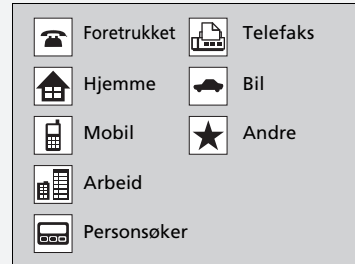 Foretrukket
Hjemme
Mobil
Arbeid
Personsøker
Telefaks
Bil
Andre